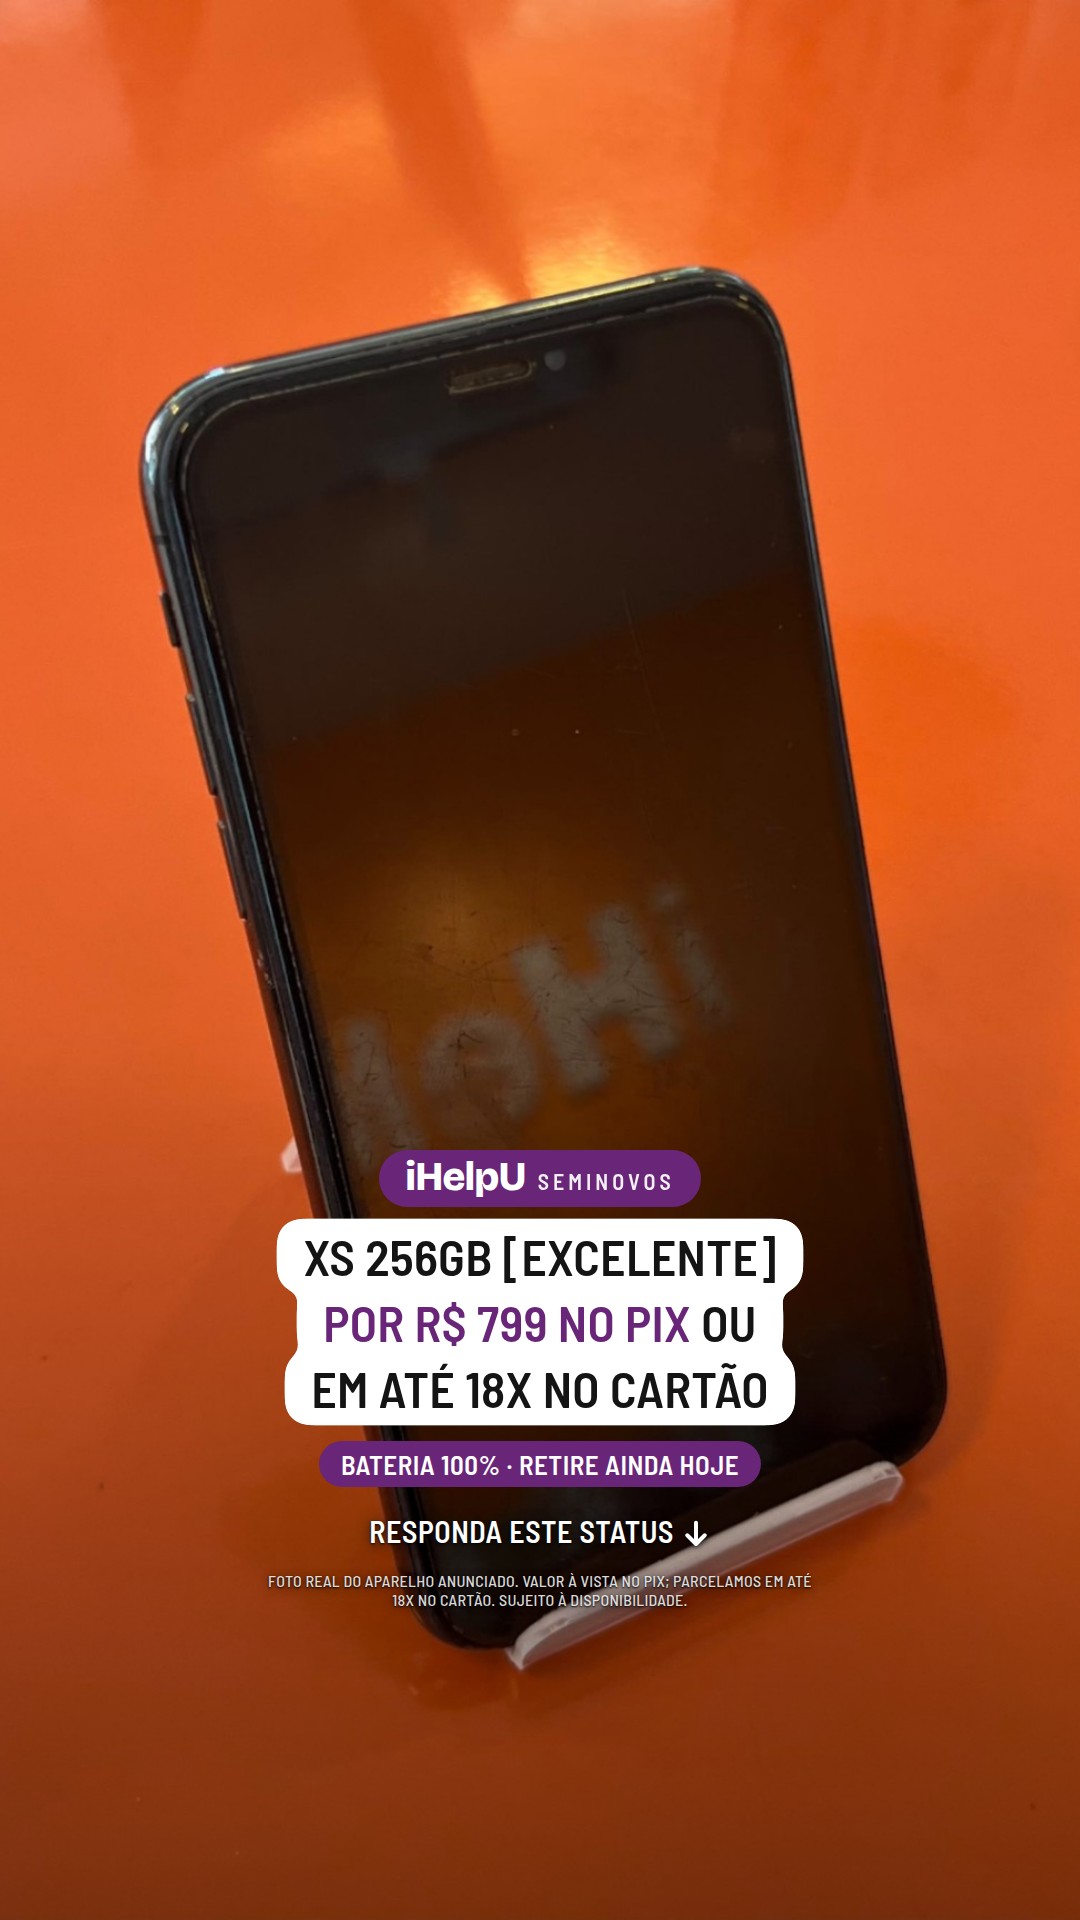 iHelpU SEMINOVOS
XS 256GB [EXCELENTE]
POR R$ 799 NO PIX OU
EM ATÉ 18X NO CARTÃO
BATERIA 100% · RETIRE AINDA HOJE
RESPONDA ESTE STATUS ↓
FOTO REAL DO APARELHO ANUNCIADO. VALOR À VISTA NO PIX; PARCELAMOS EM ATÉ
18X NO CARTÃO. SUJEITO À DISPONIBILIDADE.